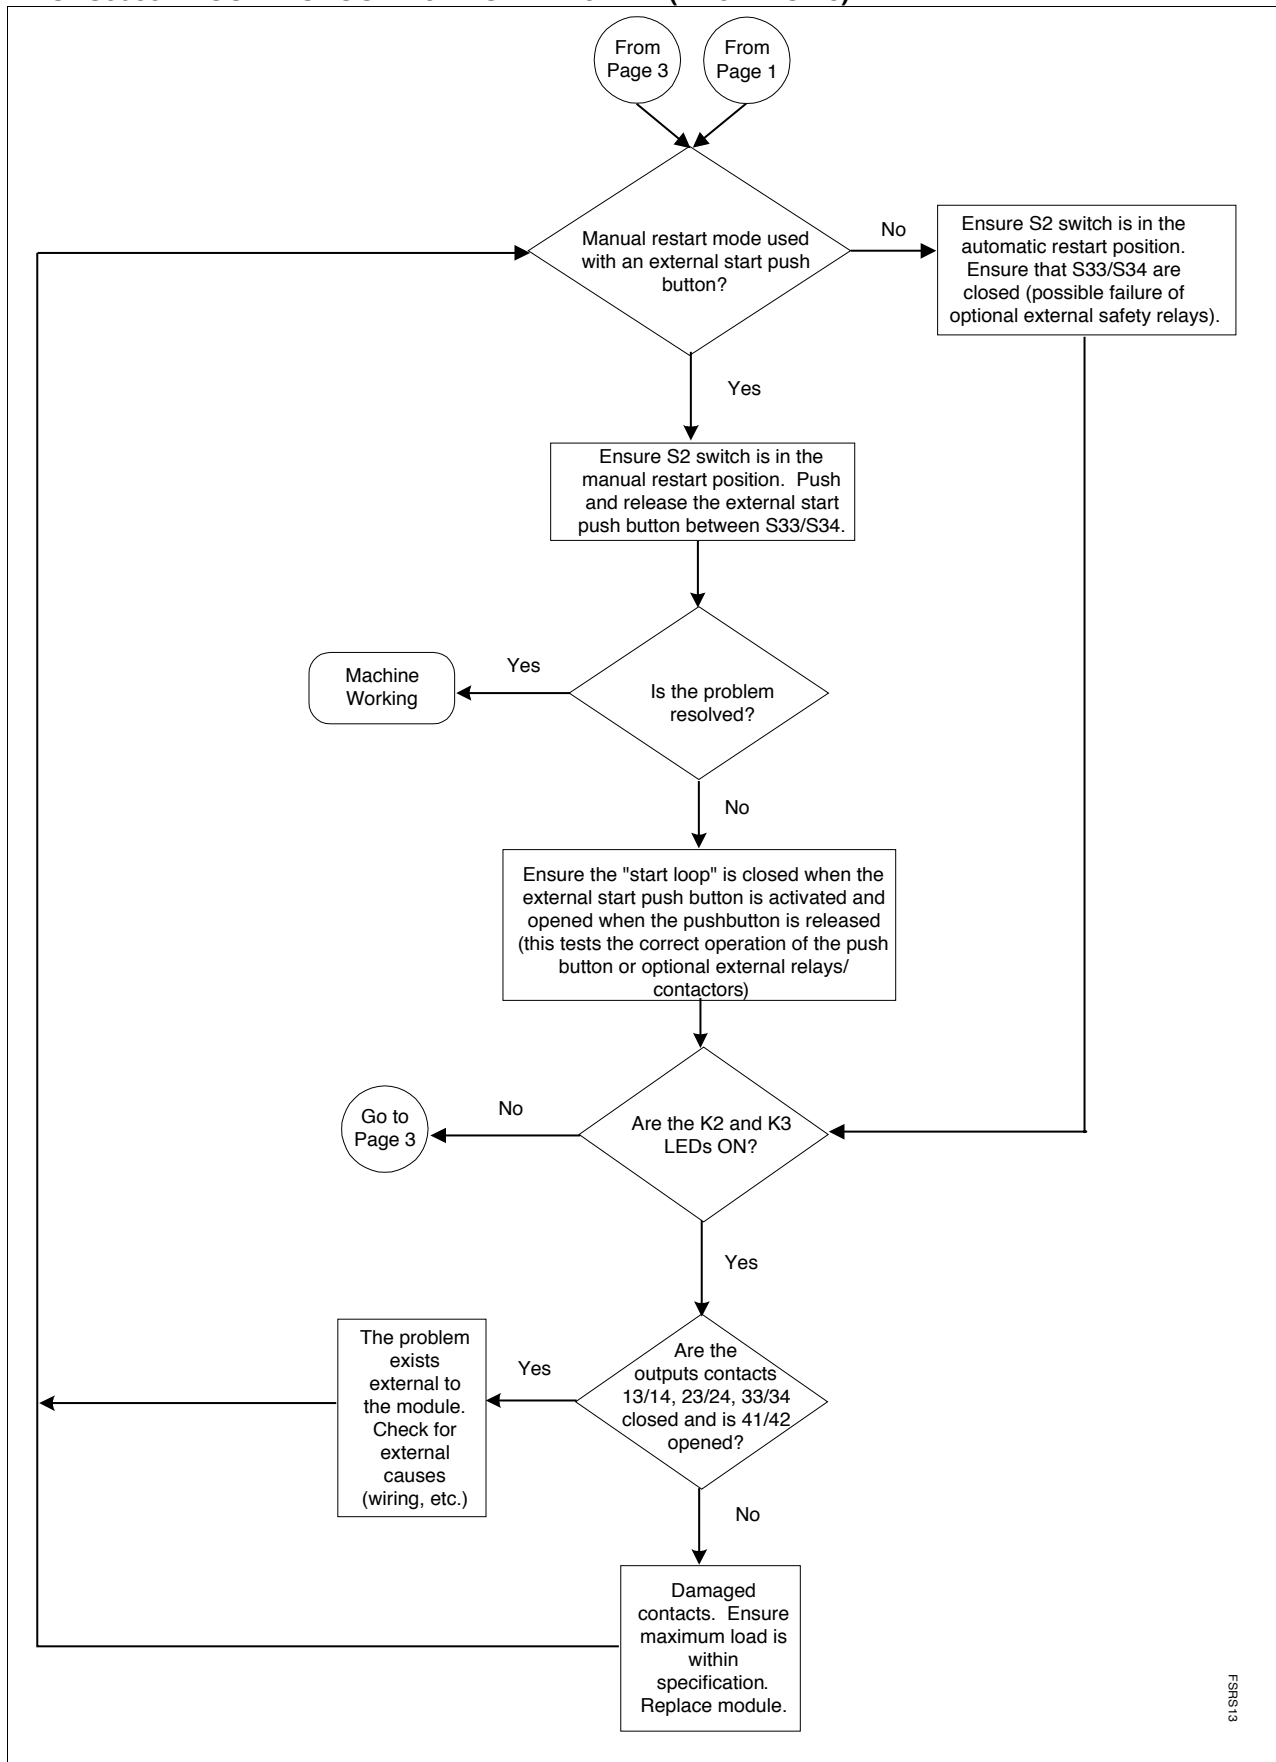 From
Page 3
From
Page 1
Manual restart mode used
with an external start push
button?
No
Ensure S2 switch is in the
automatic restart position.
Ensure that S33/S34 are
closed (possible failure of
optional external safety relays).
Yes
Ensure S2 switch is in the
manual restart position.  Push
and release the external start
push button between S33/S34.
Machine
Working
Yes
Is the problem
resolved?
No
Ensure the "start loop" is closed when the
external start push button is activated and
opened when the pushbutton is released
(this tests the correct operation of the push
button or optional external relays/
contactors)
Go to
Page 3
No
Are the K2 and K3
LEDs ON?
Yes
The problem
exists
external to
the module.
Check for
external
causes
(wiring, etc.)
Yes
Are the
outputs contacts
13/14, 23/24, 33/34
closed and is 41/42
opened?
No
Damaged
contacts.  Ensure
maximum load is
within
specification.
Replace module.
FSRS13